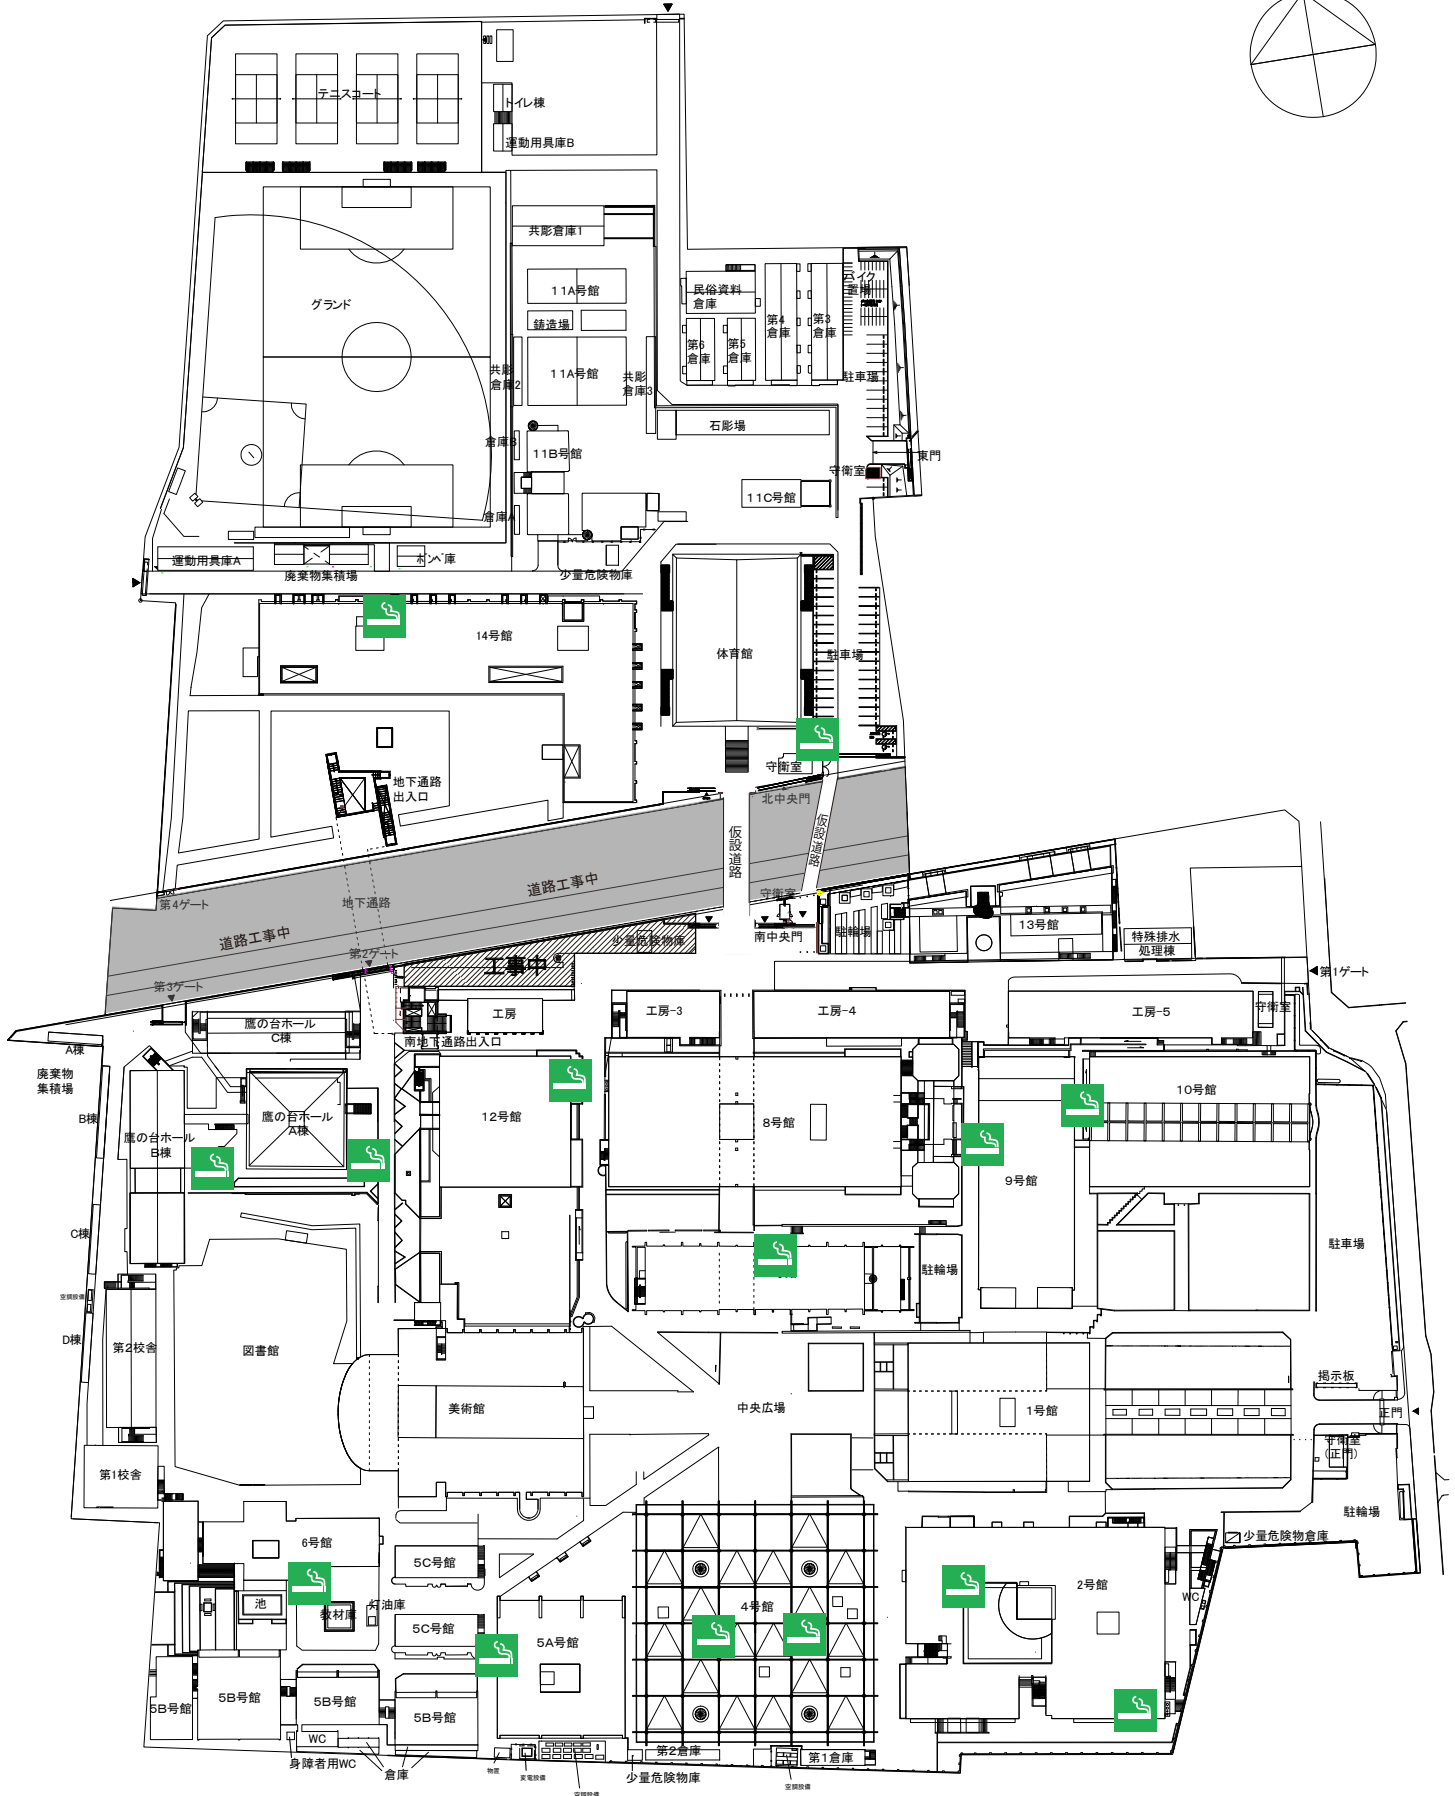 テニスコート
トイレ棟
運動用具庫B
共彫倉庫1
グランド
11A号館
鋳造場
11A号館
共彫
倉庫2
共彫
倉庫3
民俗資料
倉庫
第6
倉庫
第5
倉庫
第4
倉庫
第3
倉庫
バイク
置場
駐車場
石彫場
東門
守衛室
倉庫B
11B号館
11C号館
倉庫A
運動用具庫A
廃棄物集積場
ボンベ庫
少量危険物庫
14号館
体育館
駐車場
守衛室
北中央門
地下通路
出入口
仮設道路
仮設道路
道路工事中
道路工事中
第4ゲート
地下通路
守衛室
南中央門
駐輪場
13号館
特殊排水
処理棟
第1ゲート
少量危険物庫
第2ゲート
工事中
第3ゲート
鷹の台ホール
C棟
工房
南地下通路出入口
工房-3
工房-4
工房-5
守衛室
A棟
廃棄物
集積場
B棟
鷹の台ホール
B棟
鷹の台ホール
A棟
12号館
8号館
10号館
9号館
C棟
駐輪場
駐車場
空調設備
D棟
第2校舎
図書館
美術館
中央広場
1号館
掲示板
正門
守衛室
(正門)
第1校舎
駐輪場
少量危険物倉庫
6号館
5C号館
池
教材庫
灯油庫
5C号館
5A号館
4号館
2号館
WC
5B号館
5B号館
5B号館
5B号館
WC
身障者用WC
倉庫
物置
変電設備
空調設備
少量危険物庫
第2倉庫
空調設備
第1倉庫